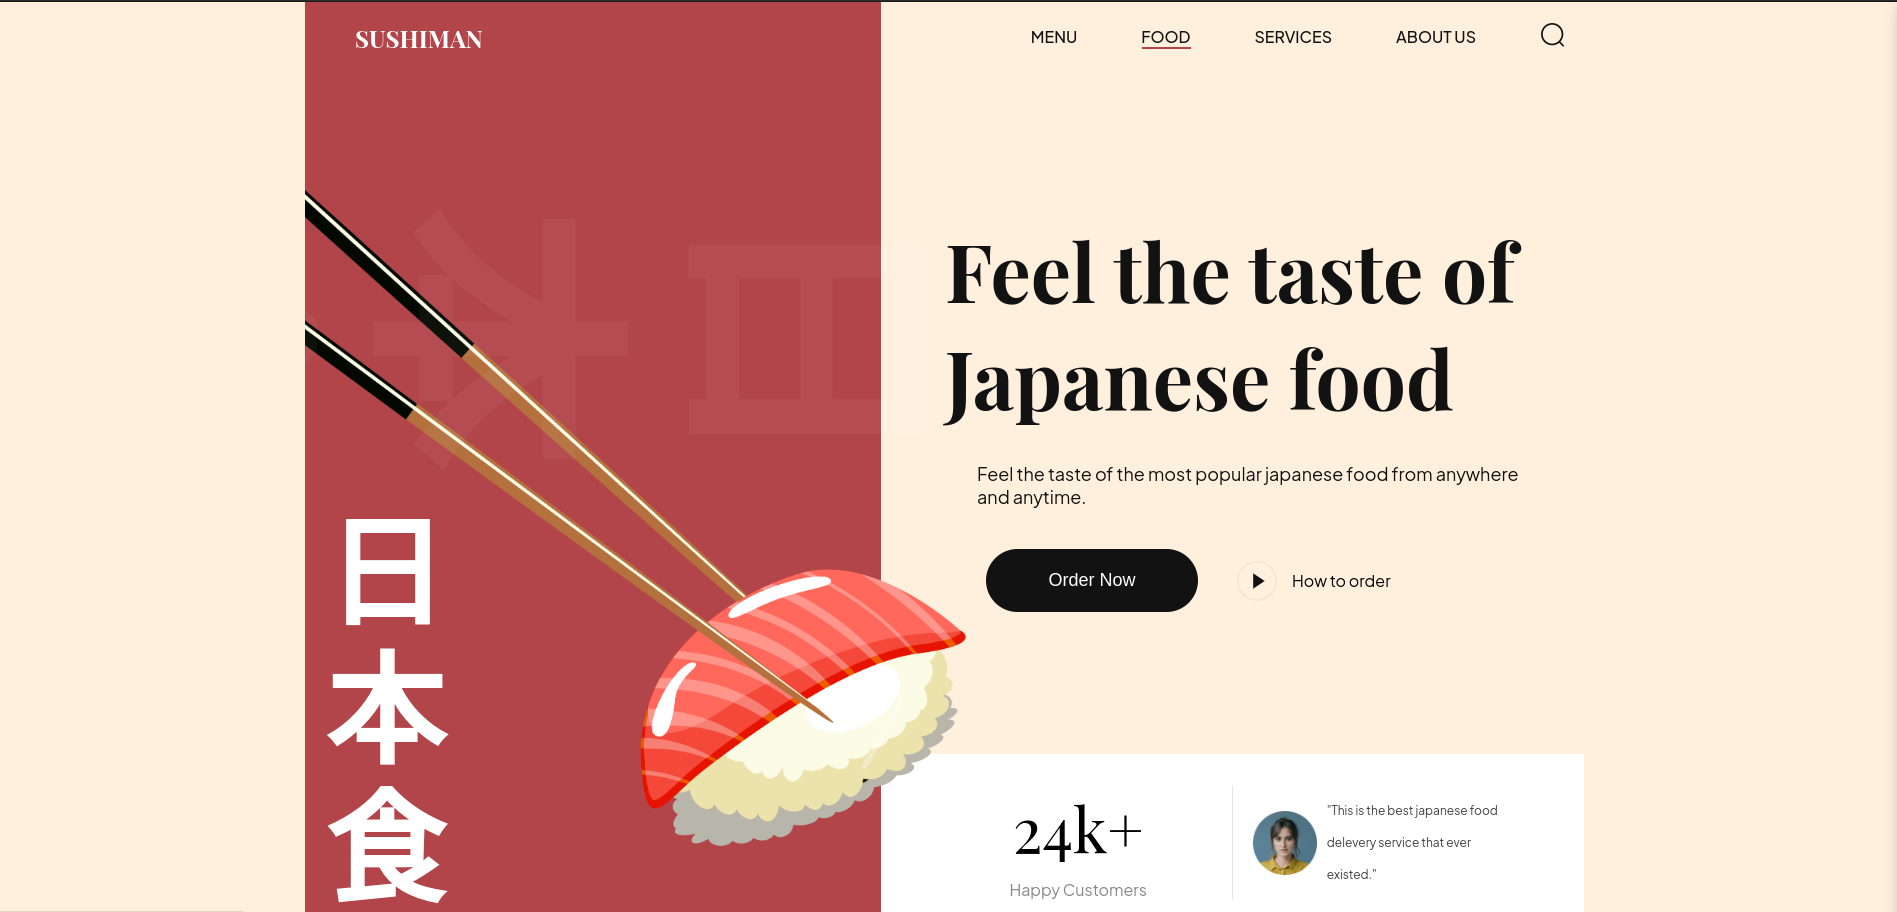 SUSHIMAN
MENU
FOOD
SERVICES
ABOUT US
日
本
食
Feel the taste of
Japanese food
Feel the taste of the most popular japanese food from anywhere
and anytime.
Order Now
How to order
24k+
Happy Customers
"This is the best japanese food
delevery service that ever
existed."